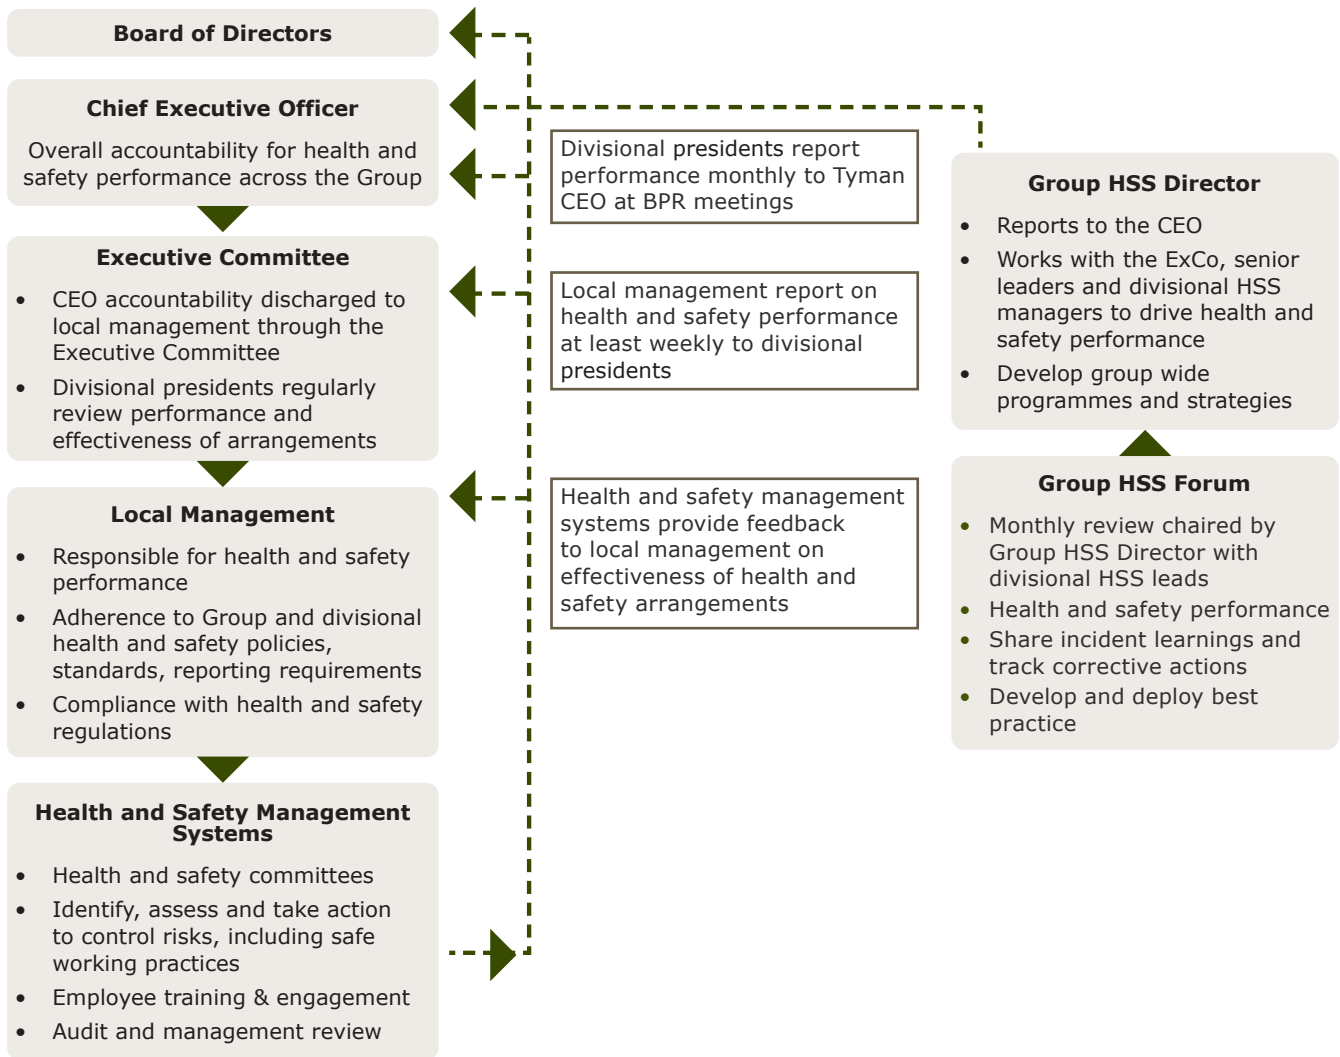 Board of Directors
Chief Executive Officer
Overall accountability for health and
safety performance across the Group
Executive Committee
• CEO accountability discharged to
local management through the
Executive Committee
• Divisional presidents regularly
review performance and
effectiveness of arrangements
Local Management
• Responsible for health and safety
performance
• Adherence to Group and divisional
health and safety policies,
standards, reporting requirements
• Compliance with health and safety
regulations
Health and Safety Management
Systems
• Health and safety committees
• Identify, assess and take action
to control risks, including safe
working practices
• Employee training & engagement
• Audit and management review
Divisional presidents report
performance monthly to Tyman
CEO at BPR meetings
Local management report on
health and safety performance
at least weekly to divisional
presidents
Health and safety management
systems provide feedback
to local management on
effectiveness of health and
safety arrangements
Group HSS Director
• Reports to the CEO
• Works with the ExCo, senior
leaders and divisional HSS
managers to drive health and
safety performance
• Develop group wide
programmes and strategies
Group HSS Forum
• Monthly review chaired by
Group HSS Director with
divisional HSS leads
• Health and safety performance
• Share incident learnings and
track corrective actions
• Develop and deploy best
practice